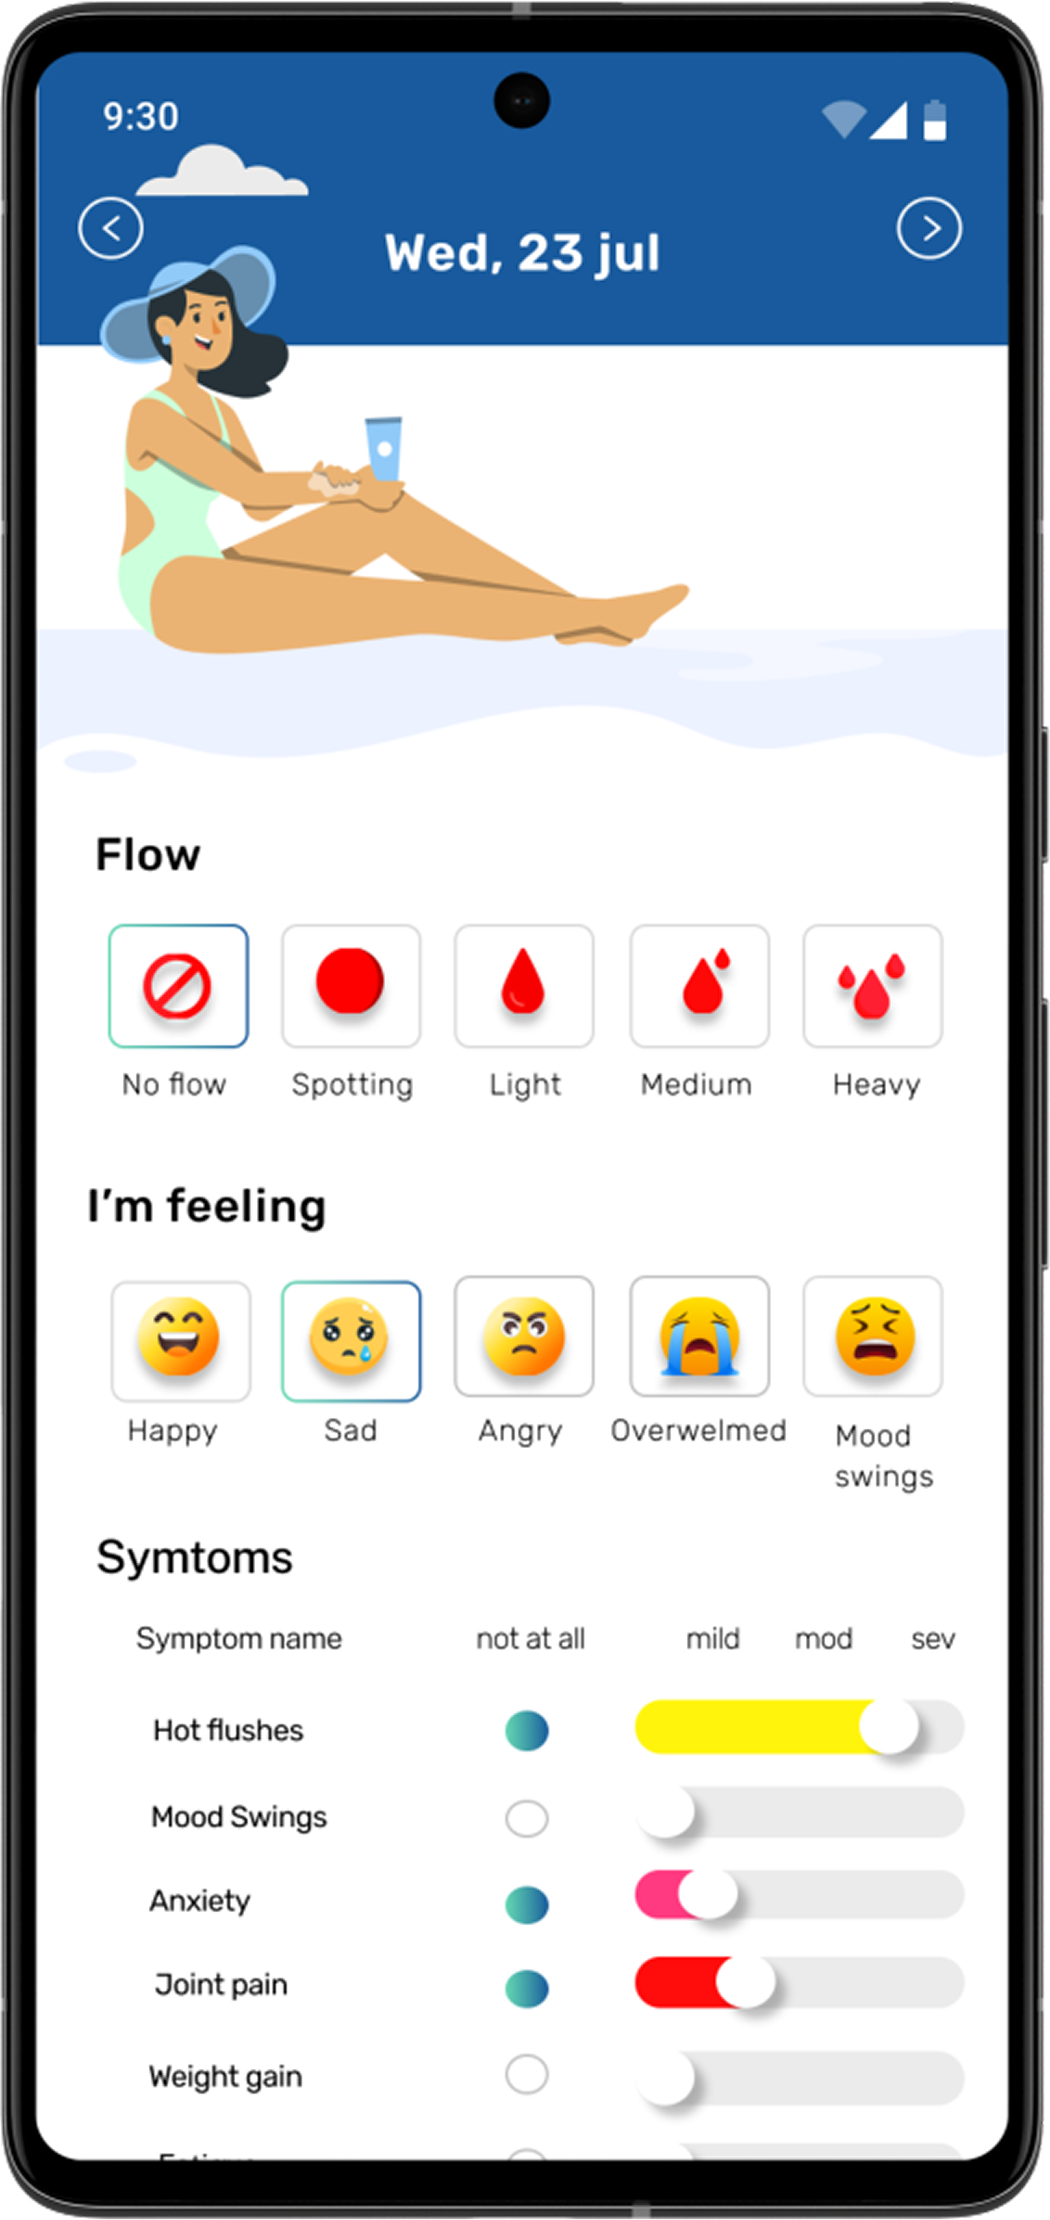 9:30
Wed, 23 jul
Flow
No flow Spotting Light Medium Heavy
I'm feeling
Happy Sad Angry Overwelmed Mood
swings
Symtoms
Symptom name not at all mild mod sev
Hot flushes
Mood Swings
Anxiety
Joint pain
Weight gain